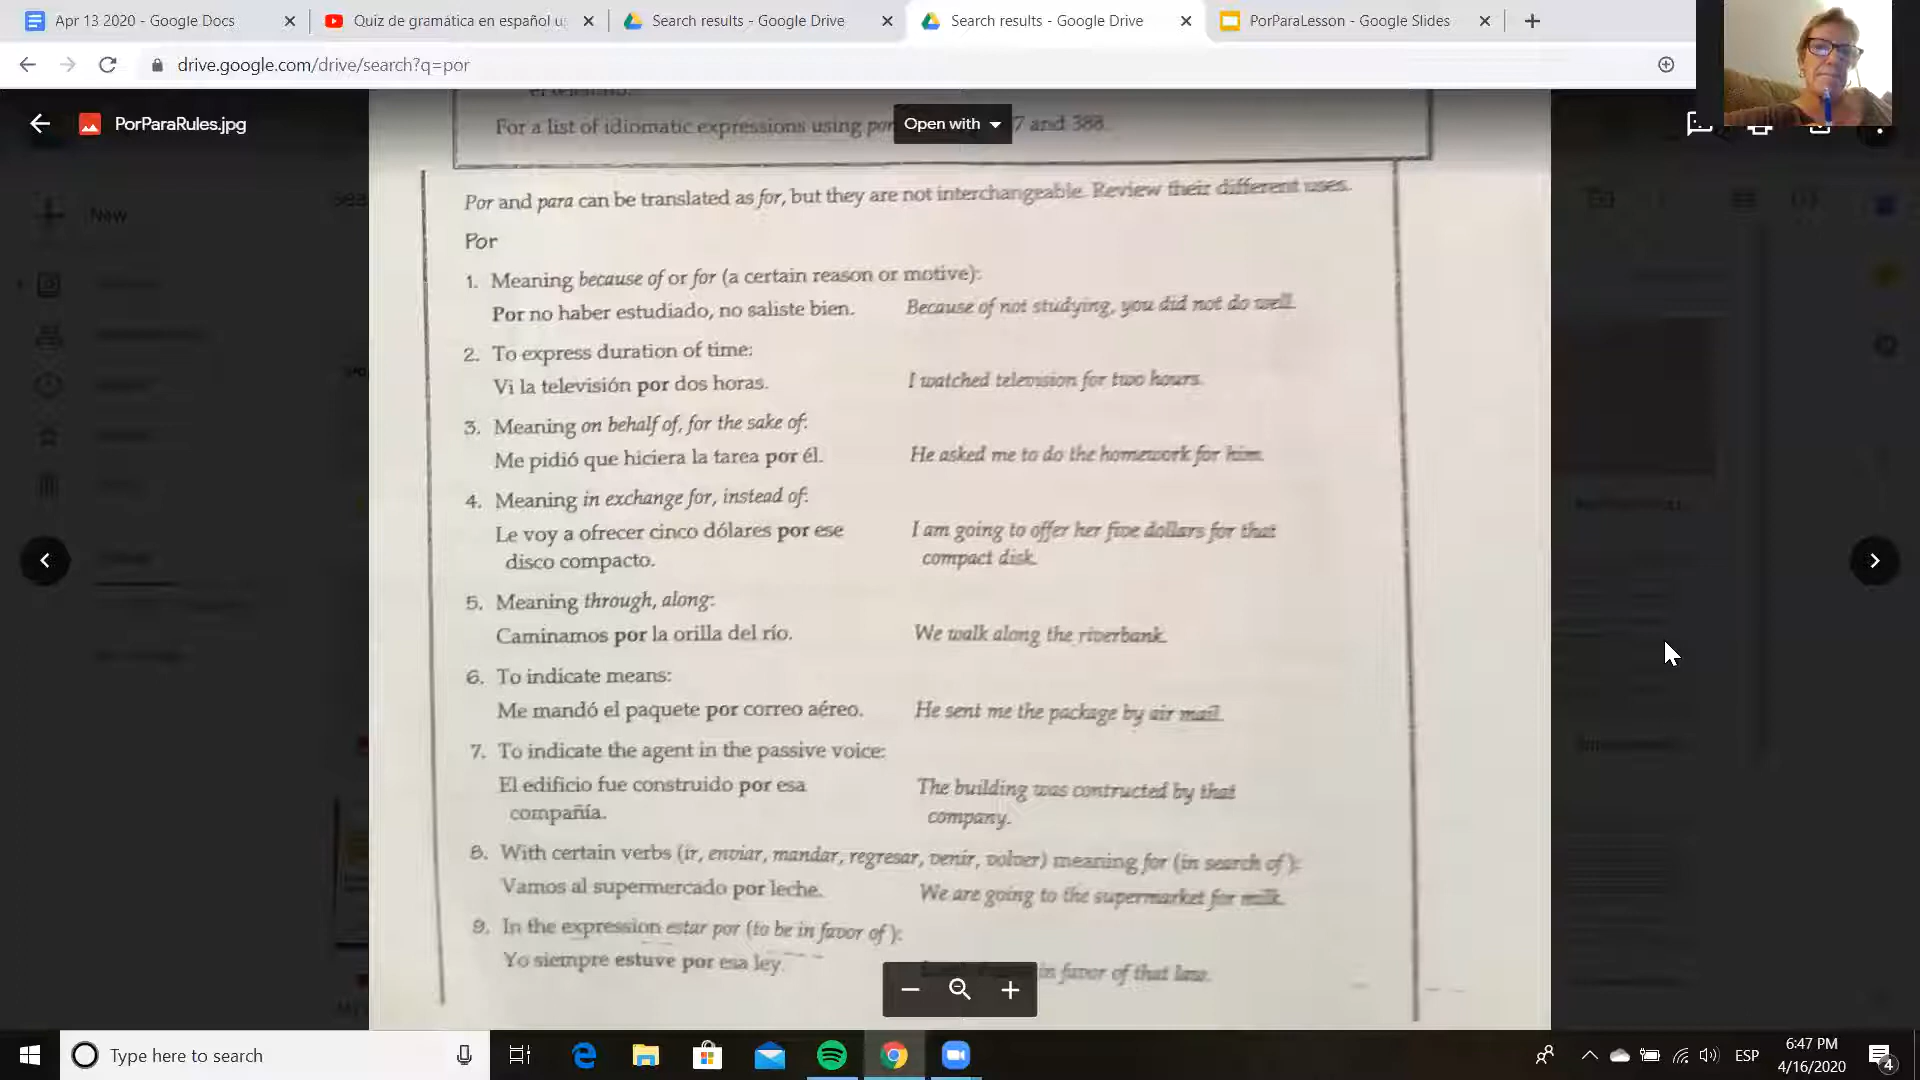 Apr 13 2020 - Google Docs
Quiz de gramática en español u
Search results - Google Drive
Search results - Google Drive
PorParaLesson - Google Slides
drive.google.com/drive/search?q=por
PorParaRules.jpg
Open with
For a list of idiomatic expressions using por 7 and 388.
New
Por and para can be translated as for, but they are not interchangeable. Review their different uses.
Por
1. Meaning because of or for (a certain reason or motive):
Por no haber estudiado, no saliste bien. Because of not studying, you did not do well.
2. To express duration of time:
Vi la televisión por dos horas. I watched television for two hours.
3. Meaning on behalf of, for the sake of:
Me pidió que hiciera la tarea por él. He asked me to do the homework for him.
4. Meaning in exchange for, instead of:
Le voy a ofrecer cinco dólares por ese I am going to offer her five dollars for that
disco compacto. compact disk.
5. Meaning through, along:
Caminamos por la orilla del río. We walk along the riverbank.
6. To indicate means:
Me mandó el paquete por correo aéreo. He sent me the package by air mail.
7. To indicate the agent in the passive voice:
El edificio fue construido por esa The building was contructed by that
compañía. company.
8. With certain verbs (ir, enviar, mandar, regresar, venir, volver) meaning for (in search of):
Vamos al supermercado por leche. We are going to the supermarket for milk.
9. In the expression estar por (to be in favor of):
Yo siempre estuve por esa ley. in favor of that law.
Type here to search
ESP
6:47 PM
4/16/2020
4